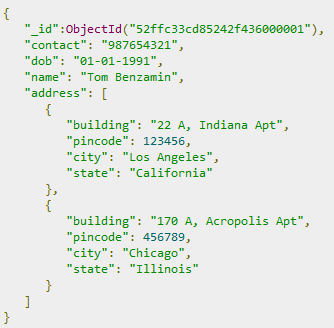 {
"_id":ObjectId("52ffc33cd85242f436000001"),
"contact": "987654321",
"dob": "01-01-1991",
"name": "Tom Benzamin",
"address": [
{
"building": "22 A, Indiana Apt",
"pincode": 123456,
"city": "Los Angeles",
"state": "California"
},
{
"building": "170 A, Acropolis Apt",
"pincode": 456789,
"city": "Chicago",
"state": "Illinois"
}
]
}